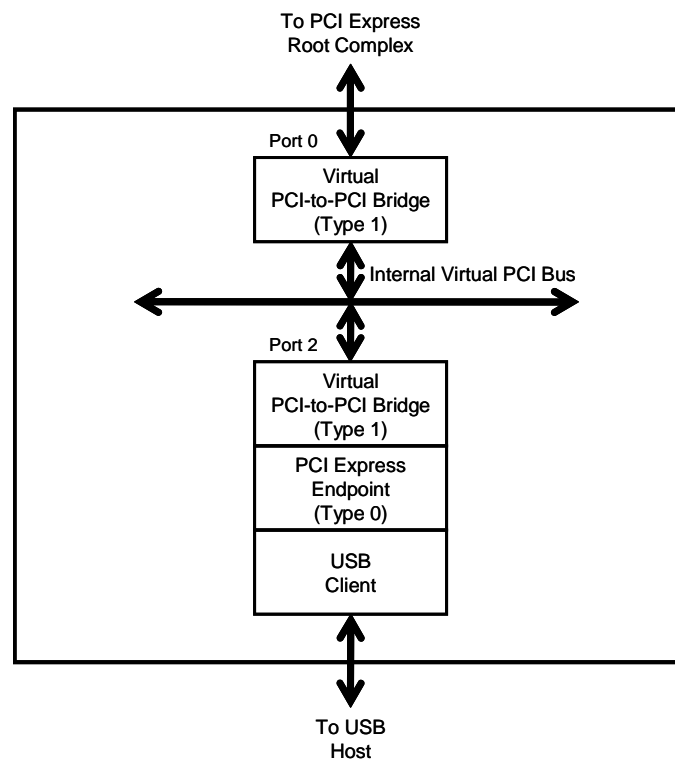 To PCI Express
Root Complex
Port 0
Virtual
PCI-to-PCI Bridge
(Type 1)
Internal Virtual PCI Bus
Port 2
Virtual
PCI-to-PCI Bridge
(Type 1)
PCI Express
Endpoint
(Type 0)
USB
Client
To USB
Host